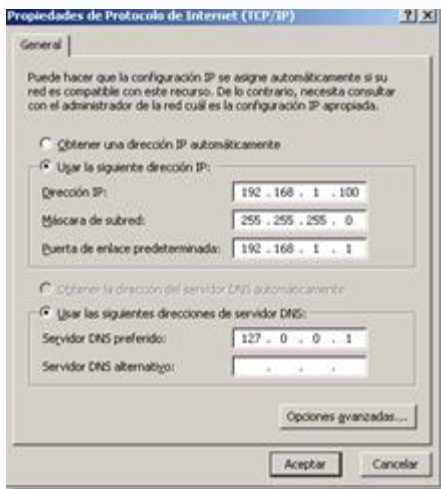 Propiedades de Protocolo de Internet (TCP/IP)
General
Puede hacer que la configuración IP se asigne automáticamente si su
red es compatible con este recurso. De lo contrario, necesita consultar
con el administrador de la red cuál es la configuración IP apropiada.
Obtener una dirección IP automáticamente
Usar la siguiente dirección IP:
Dirección IP: 192 . 168 . 1 . 100
Máscara de subred: 255 . 255 . 255 . 0
Puerta de enlace predeterminada: 192 . 168 . 1 . 1
Obtener la dirección del servidor DNS automáticamente
Usar las siguientes direcciones de servidor DNS:
Servidor DNS preferido: 127 . 0 . 0 . 1
Servidor DNS alternativo: . . .
Opciones avanzadas...
Aceptar Cancelar